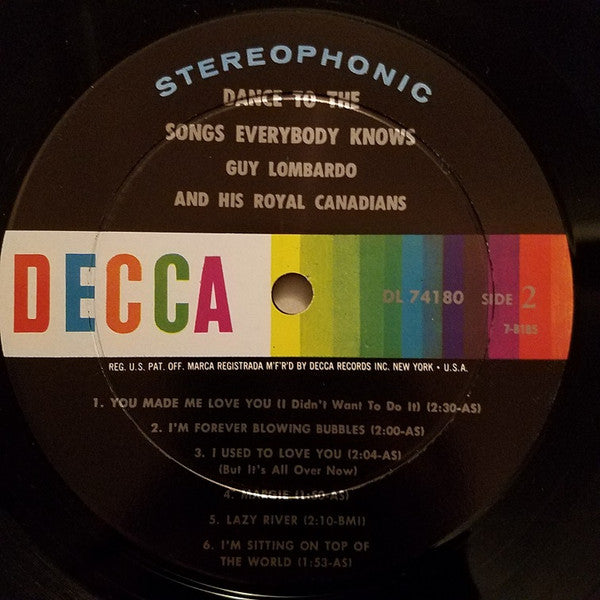 STEREOPHONIC
DANCE TO THE
SONGS EVERYBODY KNOWS
GUY LOMBARDO
AND HIS ROYAL CANADIANS
DECCA
DL 74180 SIDE 2
7-8185
REG. U.S. PAT. OFF. MARCA REGISTRADA M'F'R'D BY DECCA RECORDS INC. NEW YORK • U.S.A.
1. YOU MADE ME LOVE YOU (I Didn't Want To Do It) (2:30-AS)
2. I'M FOREVER BLOWING BUBBLES (2:00-AS)
3. I USED TO LOVE YOU (2:04-AS)
(But It's All Over Now)
4. MARGIE (1:50-AS)
5. LAZY RIVER (2:10-BMI)
6. I'M SITTING ON TOP OF
THE WORLD (1:53-AS)